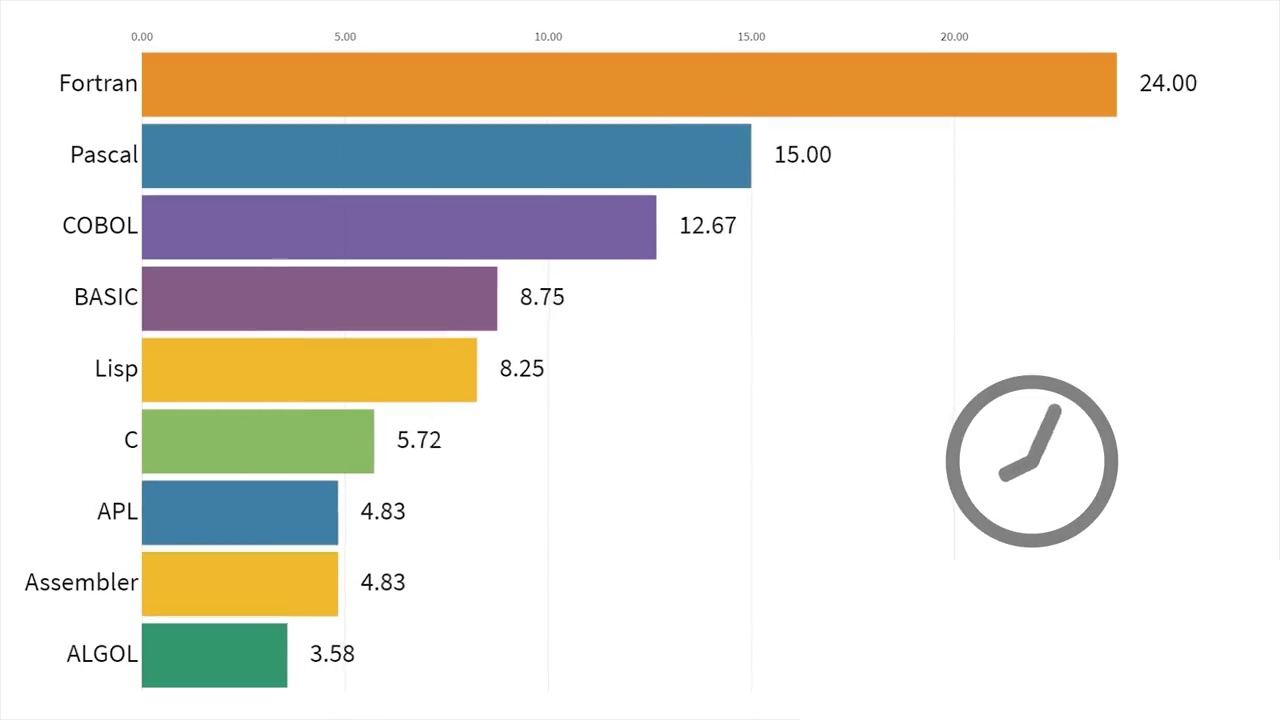 0.00 5.00 10.00 15.00 20.00
Fortran 24.00
Pascal 15.00
COBOL 12.67
BASIC 8.75
Lisp 8.25
C 5.72
APL 4.83
Assembler 4.83
ALGOL 3.58